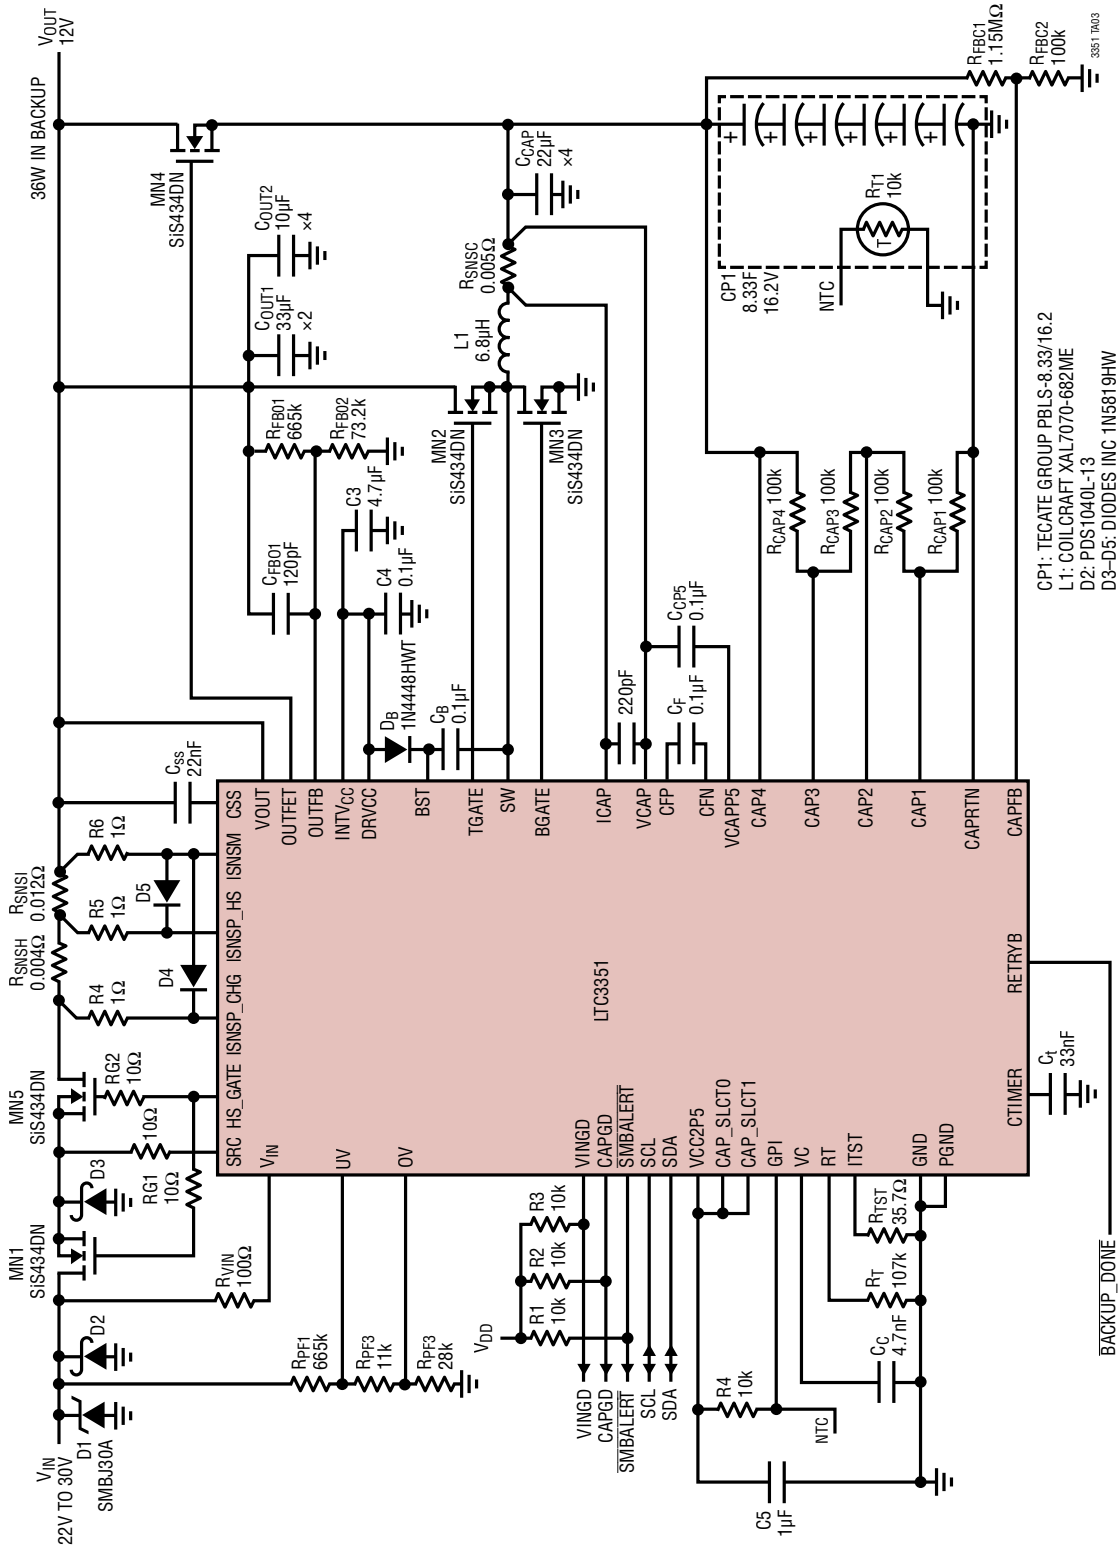 VIN
22V TO 30V
D1
SMBJ30A
D2
MN1
SiS434DN
D3
MN5
SiS434DN
RSNSH
0.004Ω
RSNSI
0.012Ω
36W IN BACKUP
VOUT
12V
RG1
10Ω
10Ω
RG2
10Ω
R4
1Ω
R5
1Ω
R6
1Ω
D4
D5
CSS
22nF
MN4
SiS434DN
RVIN
100Ω
RPF1
665k
RPF3
11k
RPF3
28k
CFBO1
120pF
RFBO1
665k
RFBO2
73.2k
COUT1
33µF
×2
COUT2
10µF
×4
C3
4.7µF
C4
0.1µF
DB
1N4448HWT
CB
0.1µF
MN2
SiS434DN
MN3
SiS434DN
L1
6.8µH
RSNSC
0.005Ω
CCAP
22µF
×4
SRC
HS_GATE
ISNSP_CHG
ISNSP_HS
ISNSM
CSS
VIN
UV
OV
VINGD
CAPGD
SMBALERT
SCL
SDA
VCC2P5
CAP_SLCT0
CAP_SLCT1
GPI
VC
RT
ITST
GND
PGND
LTC3351
VOUT
OUTFET
OUTFB
INTVCC
DRVCC
BST
TGATE
SW
BGATE
ICAP
VCAP
CFP
CFN
VCAPP5
CAP4
CAP3
CAP2
CAP1
CAPRTN
CAPFB
CTIMER
RETRYB
VDD
R1
10k
R2
10k
R3
10k
VINGD
CAPGD
SMBALERT
SCL
SDA
C5
1µF
R4
10k
NTC
CC
4.7nF
RT
107k
RTST
35.7Ω
220pF
CF
0.1µF
CCP5
0.1µF
RCAP4 100k
RCAP3 100k
RCAP2 100k
RCAP1 100k
CP1
8.33F
16.2V
NTC
T
RT1
10k
+
+
+
+
+
+
RFBC1
1.15MΩ
RFBC2
100k
Ct
33nF
BACKUP_DONE
CP1: TECATE GROUP PBLS-8.33/16.2
L1: COILCRAFT XAL7070-682ME
D2: PDS1040L-13
D3–D5: DIODES INC 1N5819HW
3351 TA03